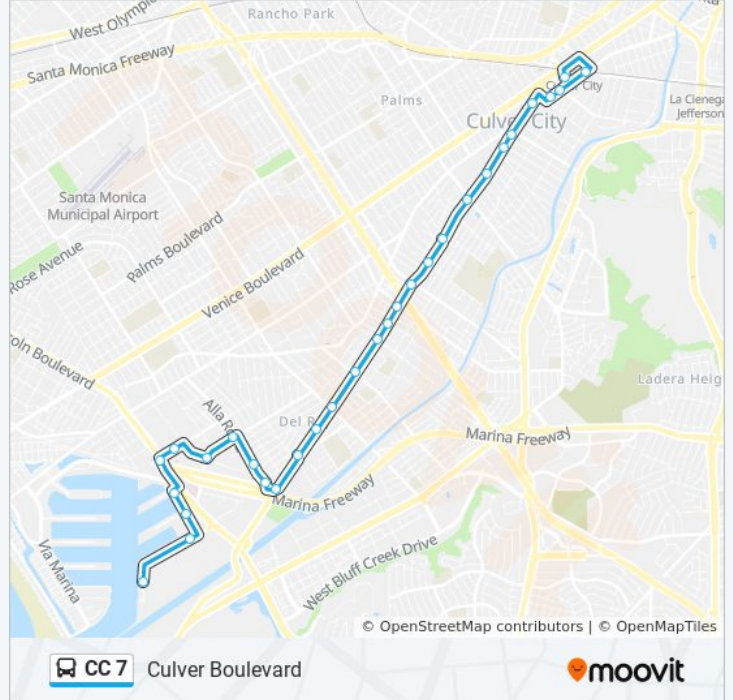 West Olympic
Rancho Park
Santa Monica Freeway
Palms
City
Culver City
La Cienega
Jefferson
Santa Monica
Municipal Airport
Palms Boulevard
Rose Avenue
Venice Boulevard
oln Boulevard
Ladera Heig
Alla R
Del R
Marina Freeway
Marina Freeway
Via Marina
West Bluff Creek Drive
© OpenStreetMap contributors | © OpenMapTiles
CC 7 Culver Boulevard
moovit